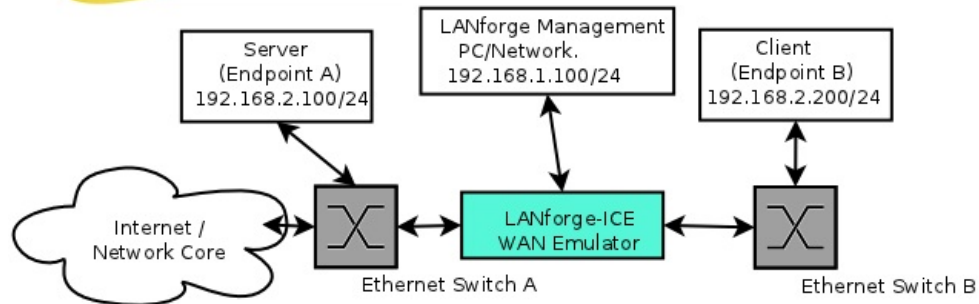 Server
(Endpoint A)
192.168.2.100/24
LANforge Management
PC/Network.
192.168.1.100/24
Client
(Endpoint B)
192.168.2.200/24
Internet /
Network Core
LANforge-ICE
WAN Emulator
Ethernet Switch A
Ethernet Switch B